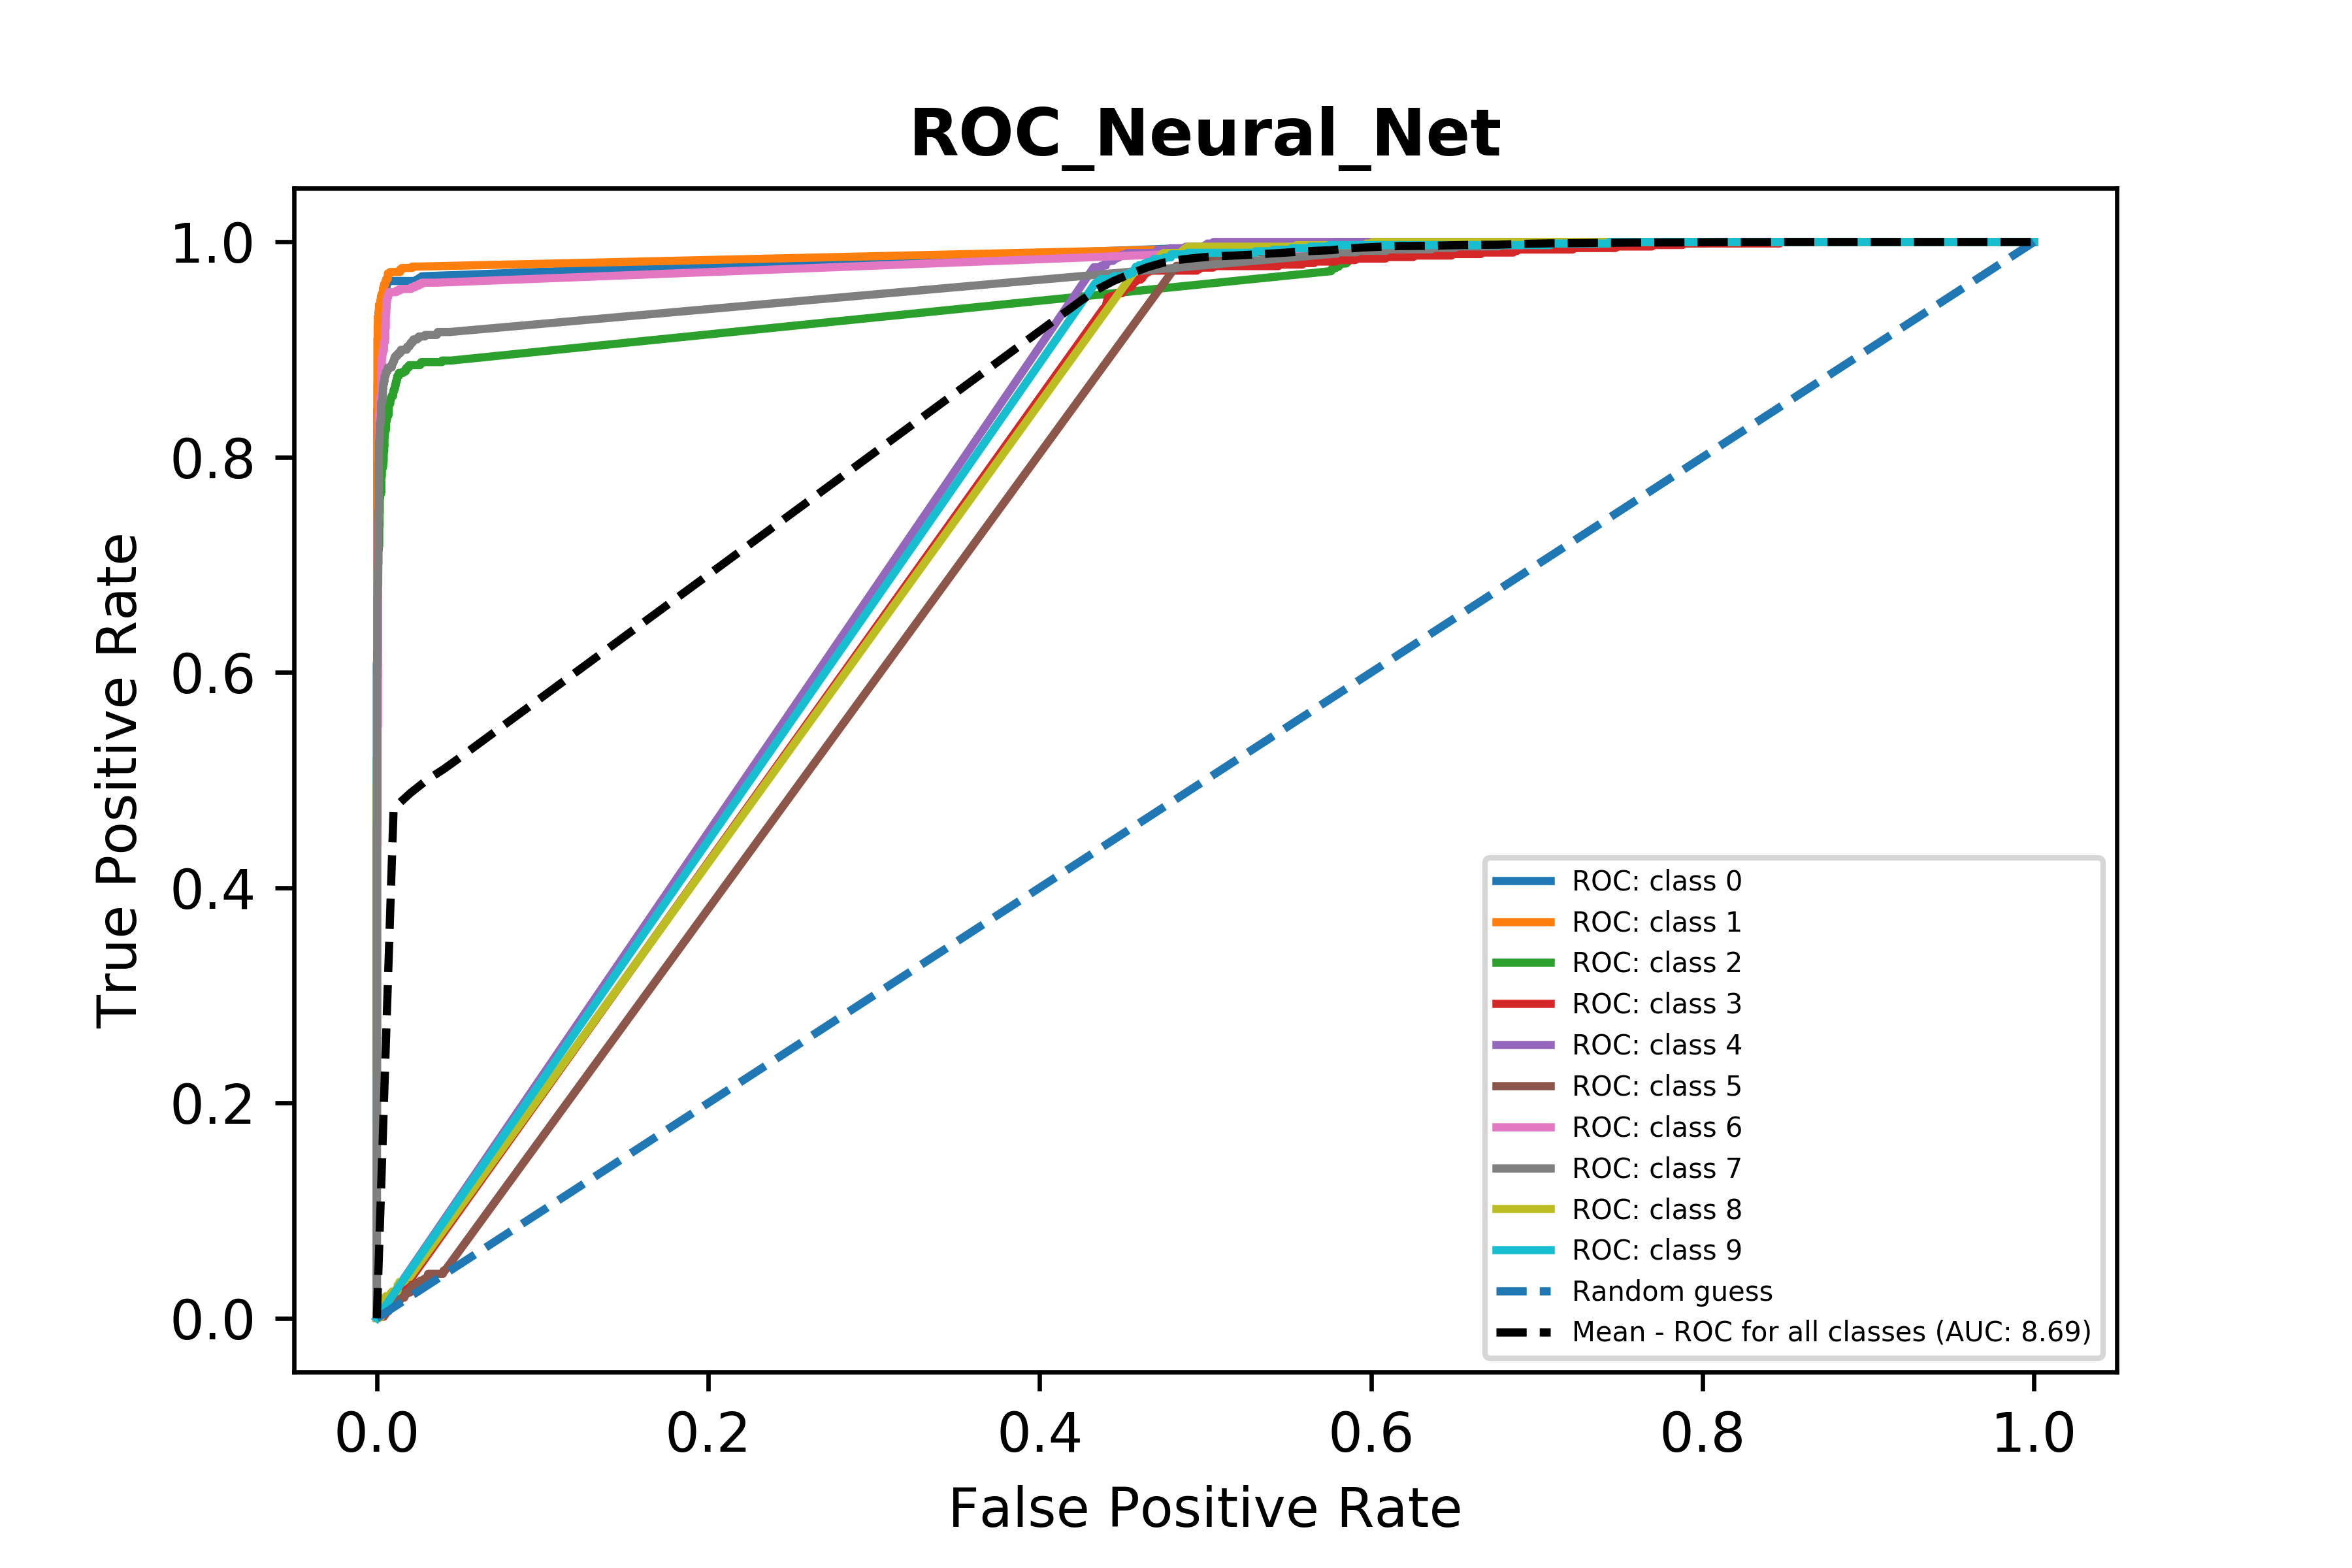 ROC_Neural_Net
1.0
0.8
0.6
0.4
0.2
0.0
True Positive Rate
ROC: class 0
ROC: class 1
ROC: class 2
ROC: class 3
ROC: class 4
ROC: class 5
ROC: class 6
ROC: class 7
ROC: class 8
ROC: class 9
Random guess
Mean - ROC for all classes (AUC: 8.69)
0.0 0.2 0.4 0.6 0.8 1.0
False Positive Rate